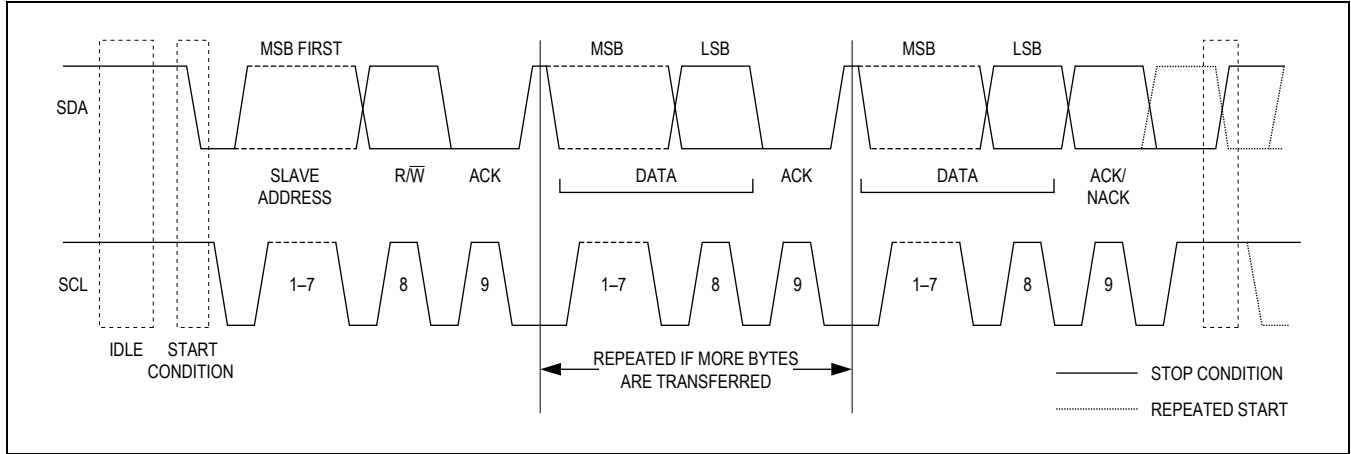 MSB FIRST
MSB
LSB
MSB
LSB
SDA
SLAVE
ADDRESS
R/W̅
ACK
DATA
ACK
DATA
ACK/
NACK
SCL
1–7
8
9
1–7
8
9
1–7
8
9
IDLE
START
CONDITION
REPEATED IF MORE BYTES
ARE TRANSFERRED
STOP CONDITION
REPEATED START